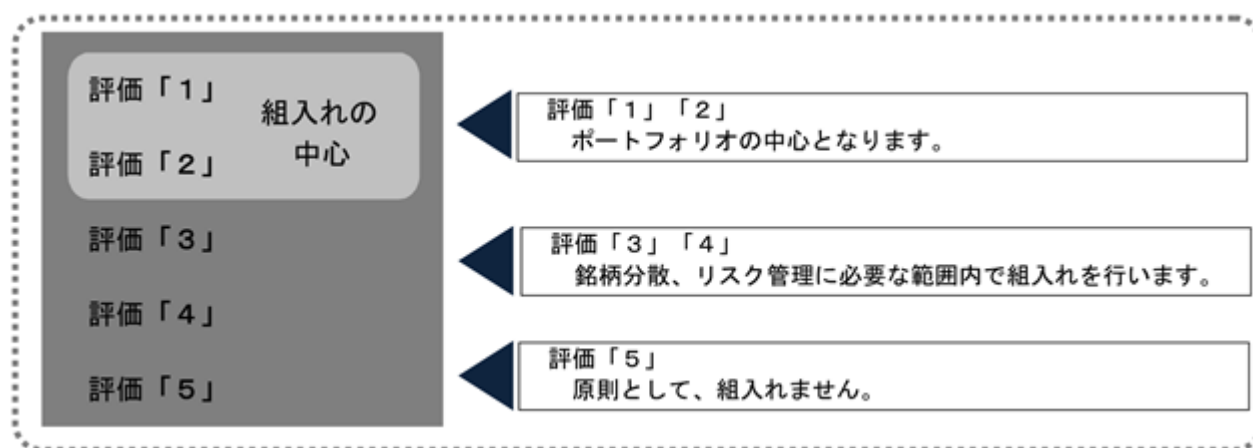 評価「１」
評価「２」
組入れの
中心
評価「３」
評価「４」
評価「５」
評価「１」「２」
ポートフォリオの中心となります。
評価「３」「４」
銘柄分散、リスク管理に必要な範囲内で組入れを行います。
評価「５」
原則として、組入れません。